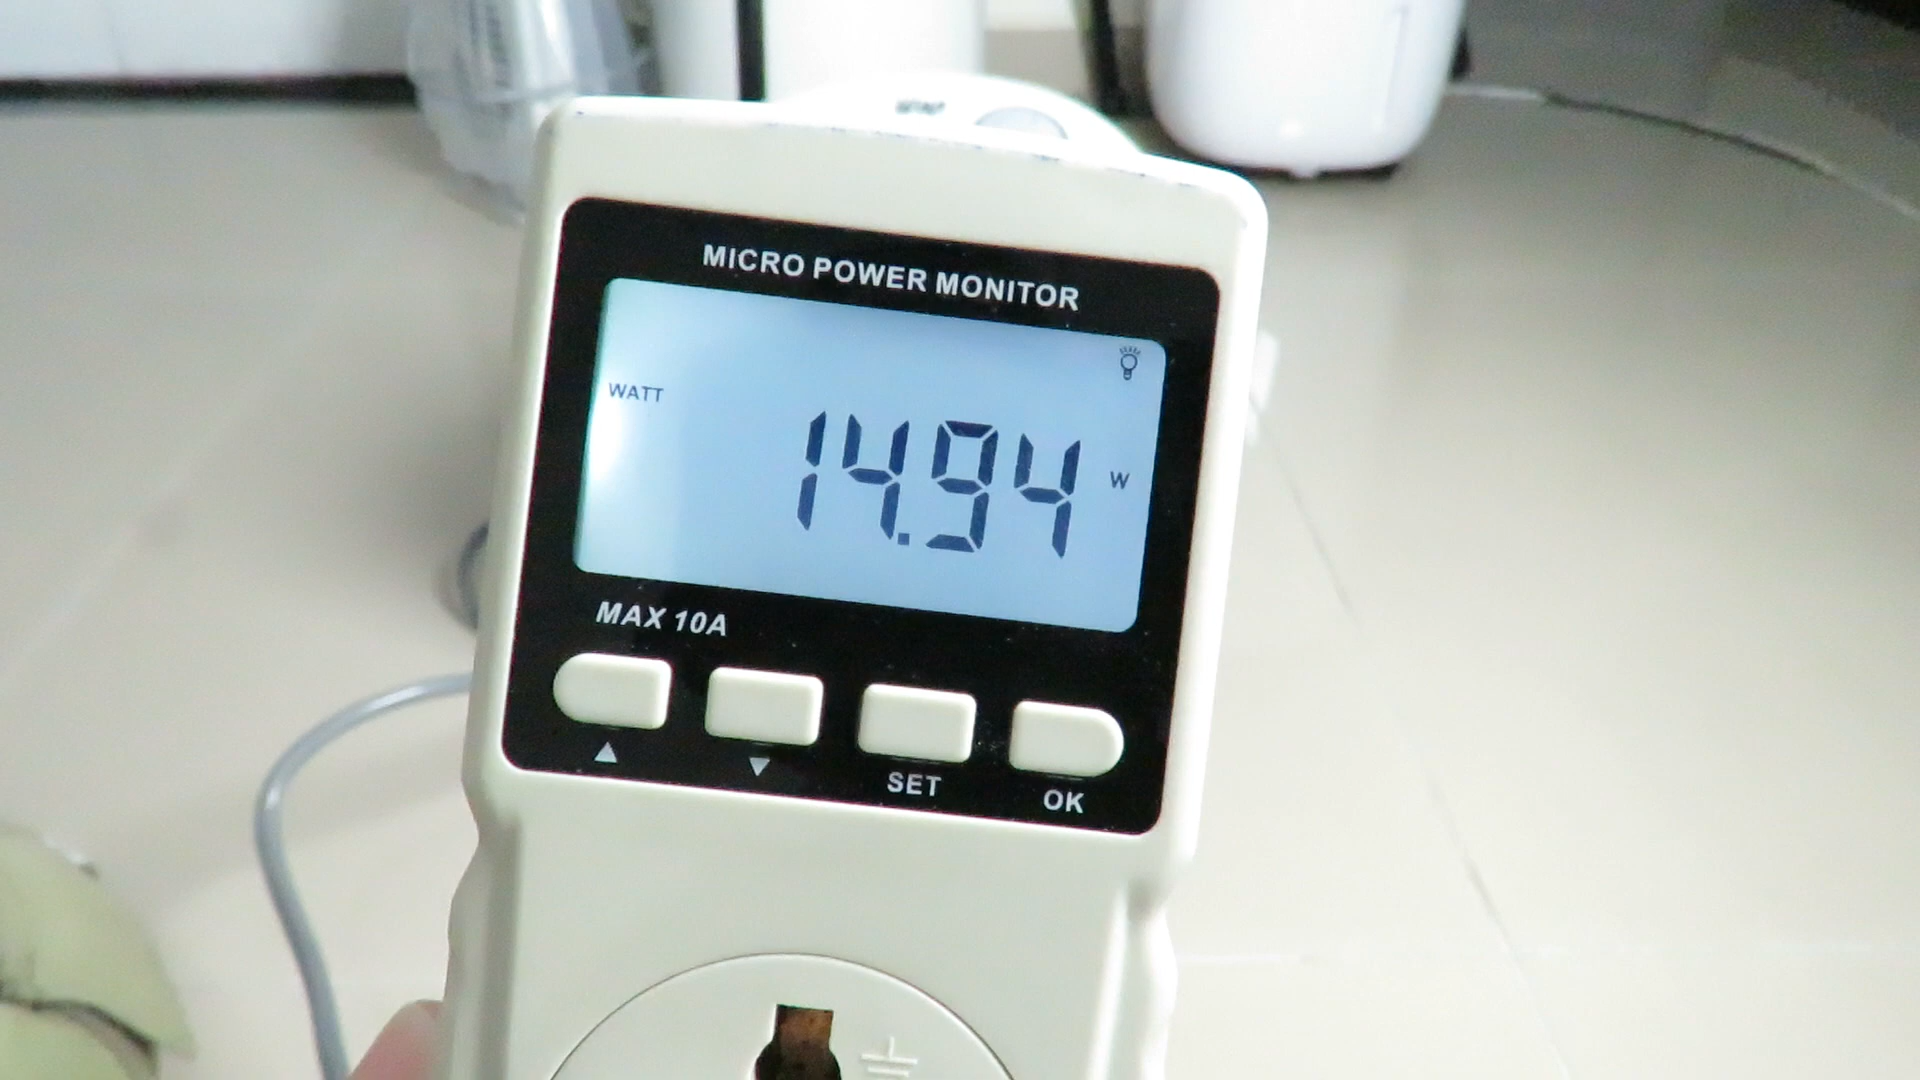 MICRO POWER MONITOR
WATT
14.94 W
MAX 10A
▲ ▼ SET OK